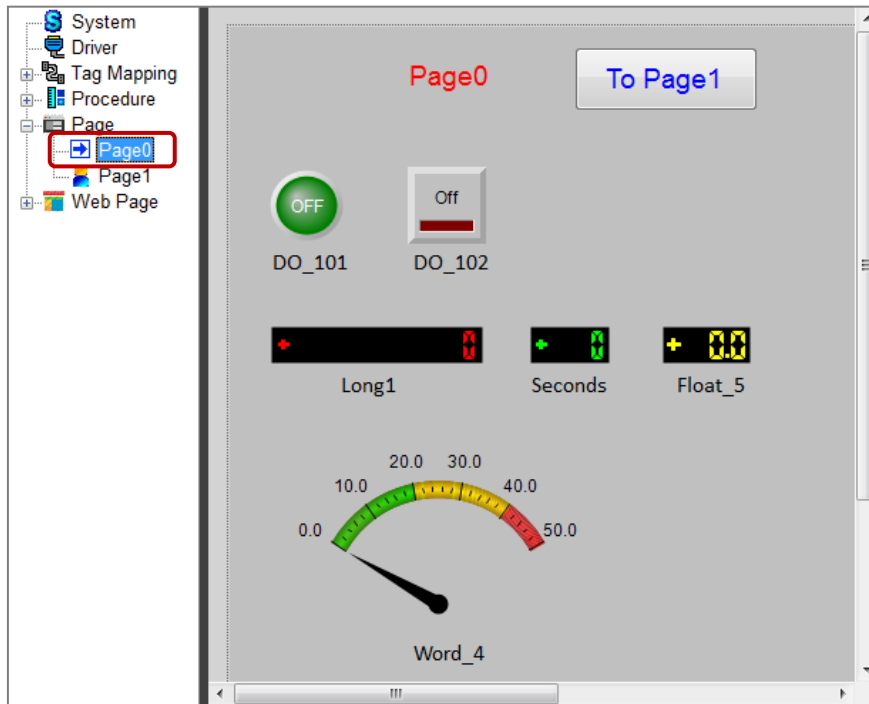 System
Driver
Tag Mapping
Procedure
Page
Page0
Page1
Web Page
Page0
To Page1
OFF
Off
DO_101
DO_102
+ 0
+ 0
+ 0.0
Long1
Seconds
Float_5
0.0
10.0
20.0
30.0
40.0
50.0
Word_4